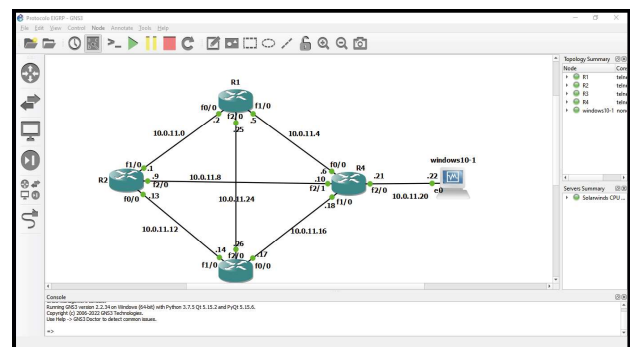 Protocolo EIGRP - GNS3
File Edit View Control Node Annotate Tools Help
Topology Summary
Node Con
R1 telne
R2 telne
R3 telne
R4 telne
windows10-1 none
R1
f0/0 f1/0
.2 f2/0 .5
.25
10.0.11.0 10.0.11.4
f1/0 .1
R2 .9
f2/0
f0/0 .13
10.0.11.8
f0/0
.6 R4
.10
f2/1 .18 f1/0
.21
f2/0
windows10-1
.22
e0
10.0.11.20
10.0.11.24
10.0.11.12 10.0.11.16
.14 .26 .17
f1/0 f2/0 f0/0
Servers Summary
Solarwinds CPU ...
Console
Running GNS3 version 2.2.34 on Windows (64-bit) with Python 3.7.5 Qt 5.15.2 and PyQt 5.15.6.
Copyright (c) 2006-2022 GNS3 Technologies.
Use Help -> GNS3 Doctor to detect common issues.
=>